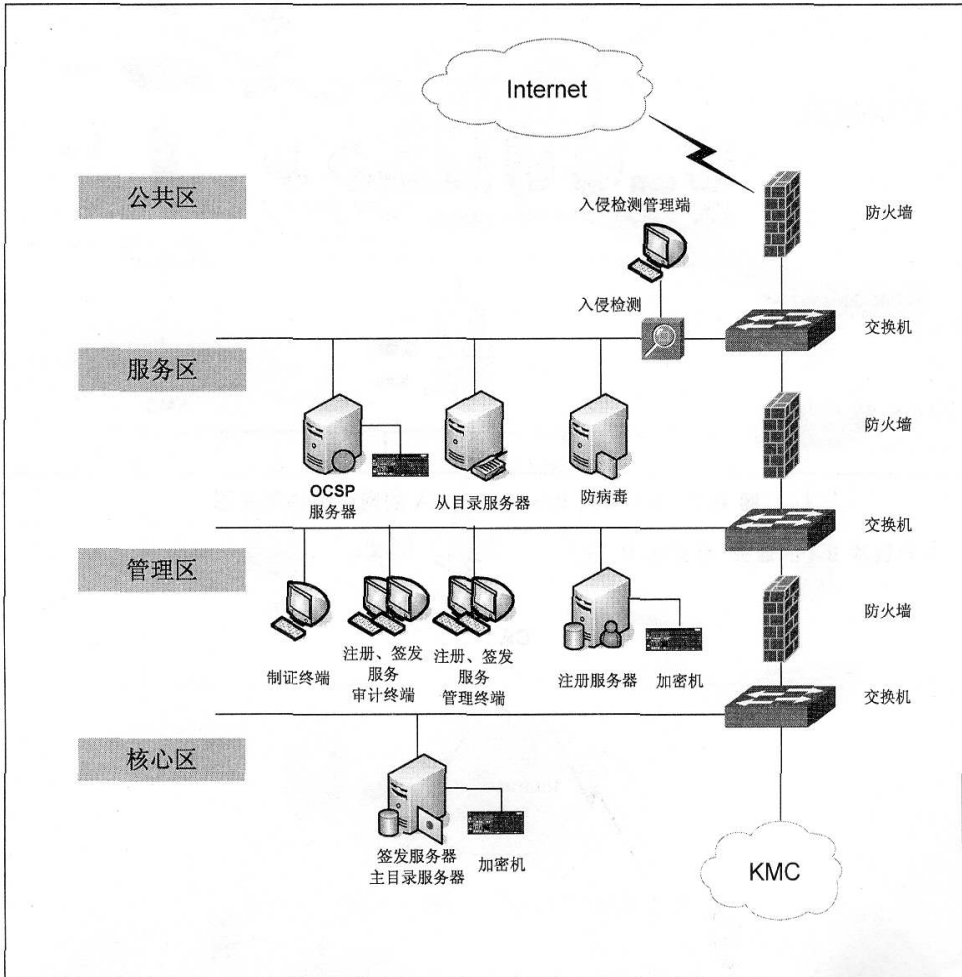 Internet
公共区
入侵检测管理端
防火墙
入侵检测
交换机
服务区
防火墙
OCSP
服务器
从目录服务器
防病毒
交换机
管理区
防火墙
制证终端
注册、签发
服务
审计终端
注册、签发
服务
管理终端
注册服务器
加密机
交换机
核心区
签发服务器
主目录服务器
加密机
KMC